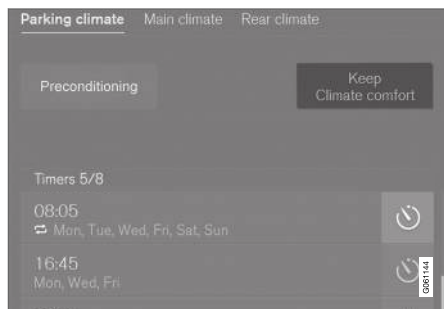 Parking climate Main climate Rear climate
Preconditioning
Keep
Climate comfort
Timers 5/8
08:05
Mon, Tue, Wed, Fri, Sat, Sun
16:45
Mon, Wed, Fri
G061144